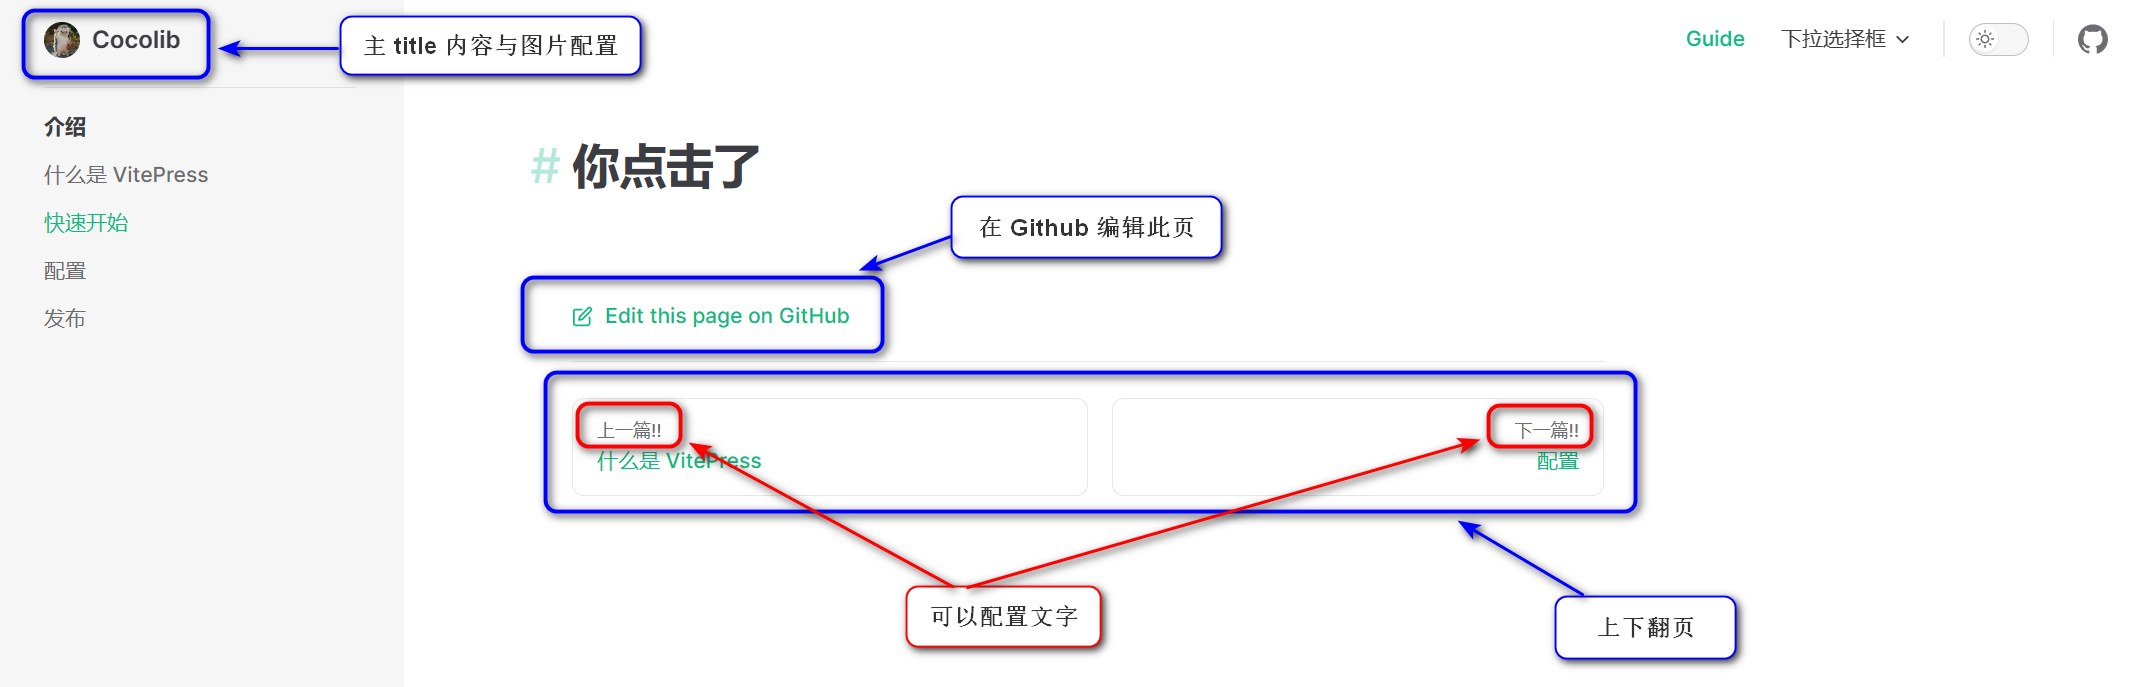 Cocolib
主 title 内容与图片配置
Guide
下拉选择框
介绍
什么是 VitePress
快速开始
配置
发布
# 你点击了
在 Github 编辑此页
Edit this page on GitHub
上一篇!!
什么是 VitePress
下一篇!!
配置
可以配置文字
上下翻页